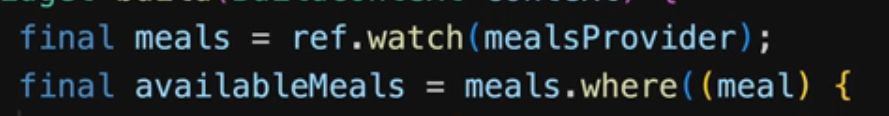 final meals = ref.watch(mealsProvider);
final availableMeals = meals.where((meal) {